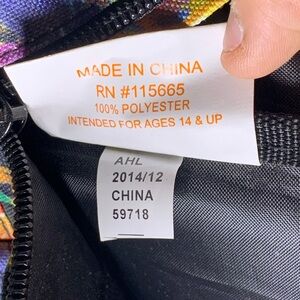 MADE IN CHINA
RN #115665
100% POLYESTER
INTENDED FOR AGES 14 & UP
AHL
2014/12
CHINA
59718